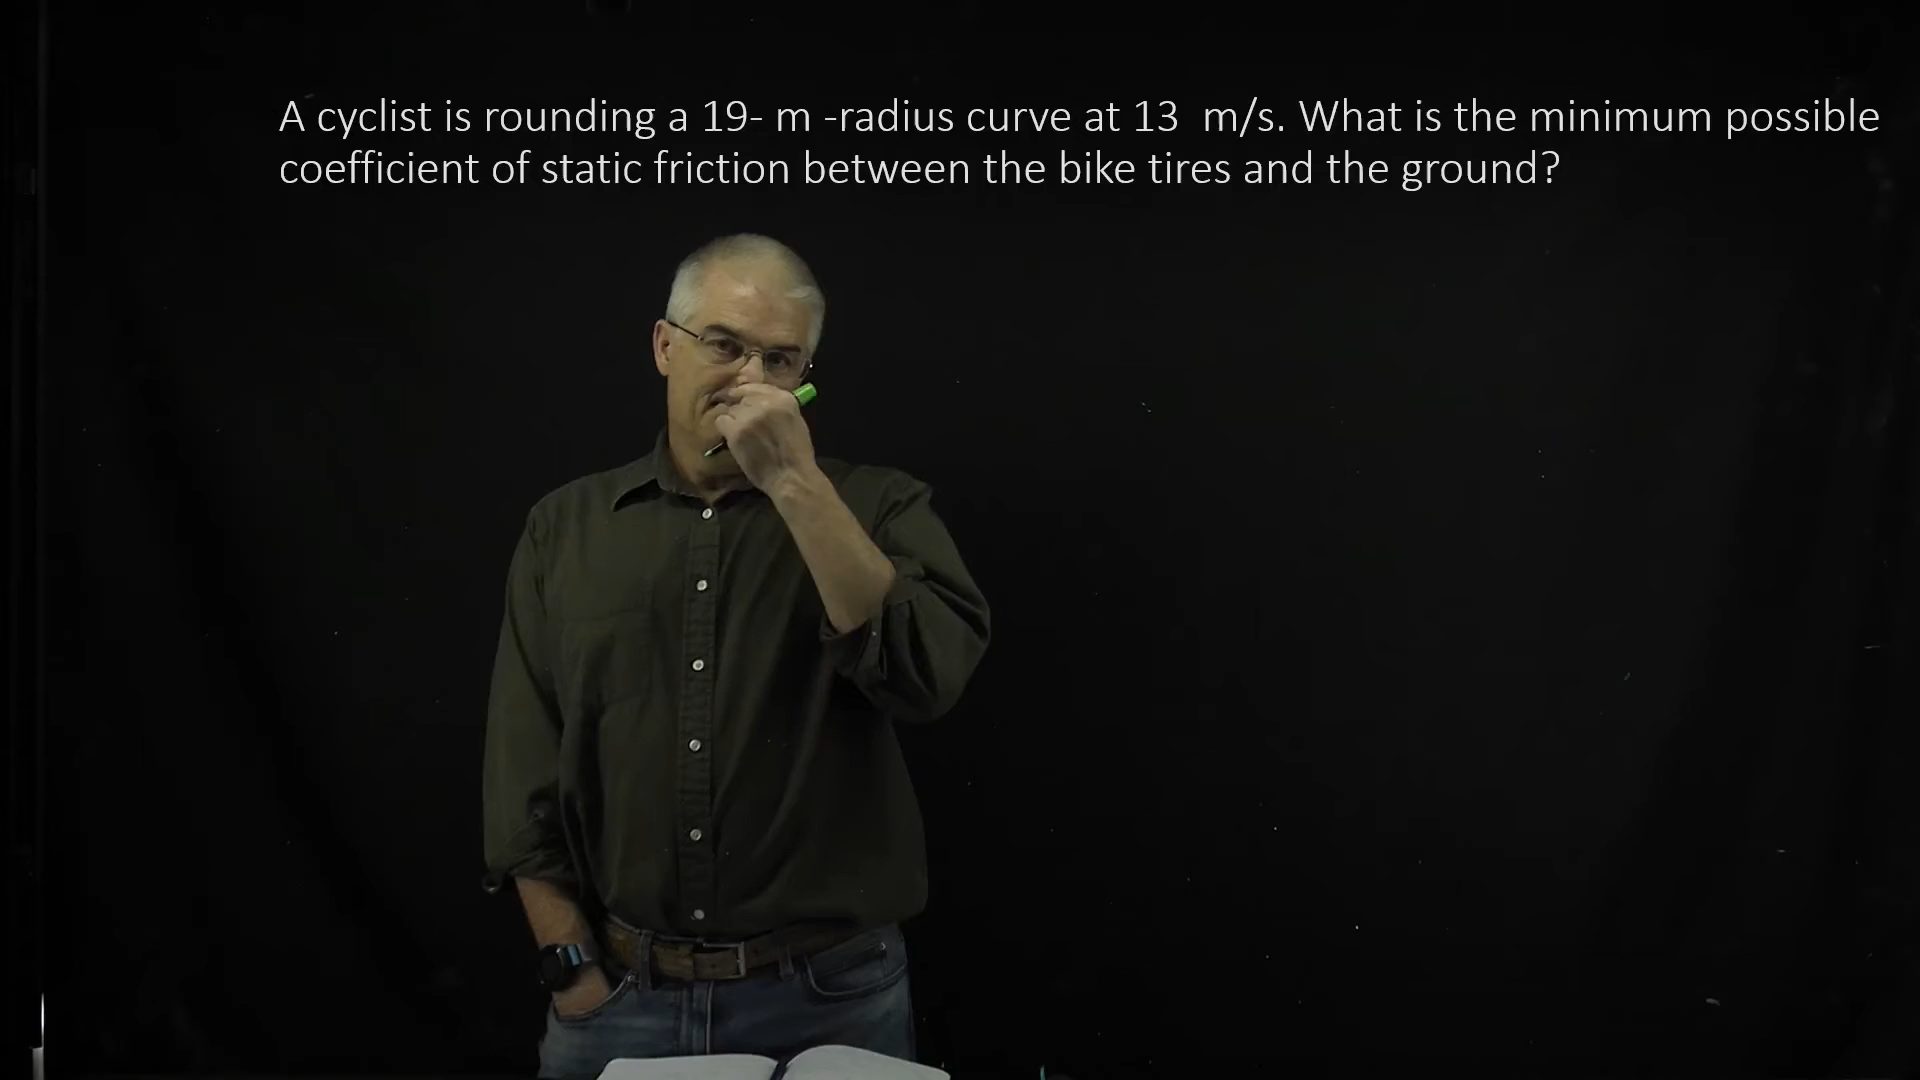 A cyclist is rounding a 19- m -radius curve at 13  m/s. What is the minimum possible
coefficient of static friction between the bike tires and the ground?